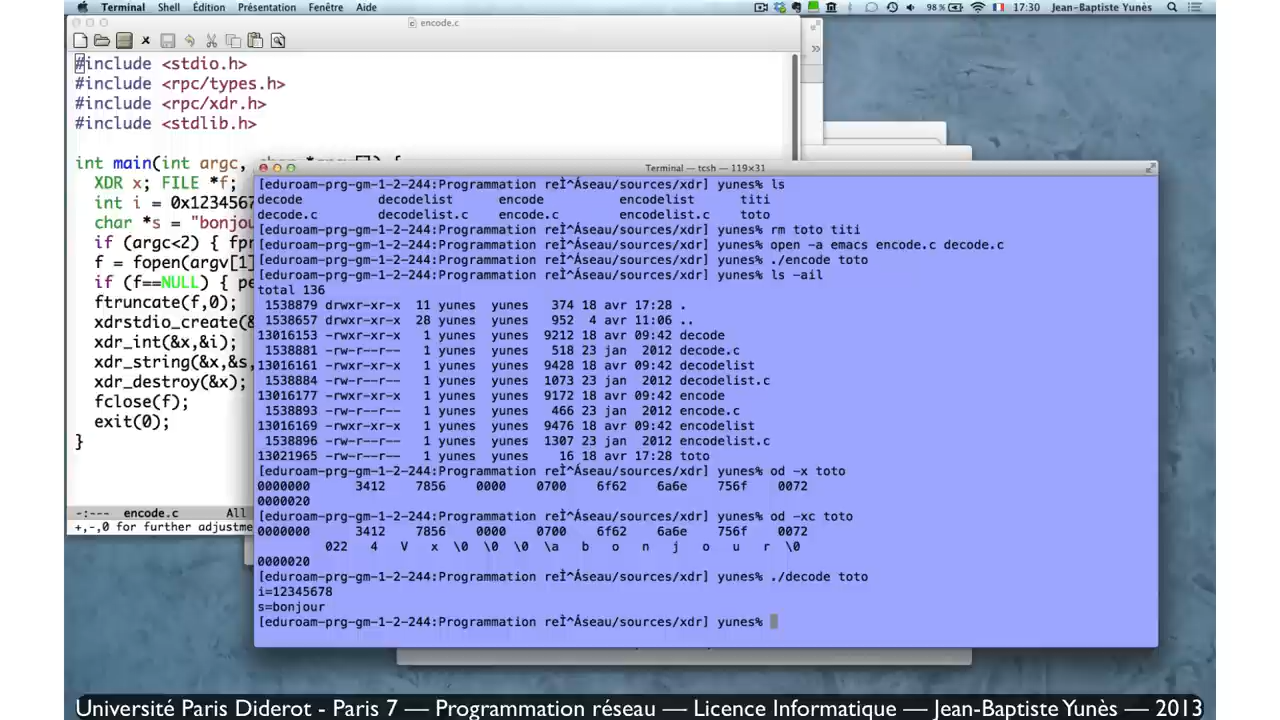 Terminal Shell Édition Présentation Fenêtre Aide 98 % 17:30 Jean-Baptiste Yunès
encode.c
#include <stdio.h>
#include <rpc/types.h>
#include <rpc/xdr.h>
#include <stdlib.h>
int main(int argc,
XDR x; FILE *f;
int i = 0x1234567
char *s = "bonjou
if (argc<2) { fpr
f = fopen(argv[1]
if (f==NULL) { pe
ftruncate(f,0);
xdrstdio_create(&
xdr_int(&x,&i);
xdr_string(&x,&s,
xdr_destroy(&x);
fclose(f);
exit(0);
}
-:--- encode.c All
+,-,0 for further adjustme
Terminal — tcsh — 119×31
[eduroam-prg-gm-1-2-244:Programmation reÌ^Áseau/sources/xdr] yunes% ls
decode decodelist encode encodelist titi
decode.c decodelist.c encode.c encodelist.c toto
[eduroam-prg-gm-1-2-244:Programmation reÌ^Áseau/sources/xdr] yunes% rm toto titi
[eduroam-prg-gm-1-2-244:Programmation reÌ^Áseau/sources/xdr] yunes% open -a emacs encode.c decode.c
[eduroam-prg-gm-1-2-244:Programmation reÌ^Áseau/sources/xdr] yunes% ./encode toto
[eduroam-prg-gm-1-2-244:Programmation reÌ^Áseau/sources/xdr] yunes% ls -ail
total 136
1538879 drwxr-xr-x 11 yunes yunes 374 18 avr 17:28 .
1538657 drwxr-xr-x 28 yunes yunes 952 4 avr 11:06 ..
13016153 -rwxr-xr-x 1 yunes yunes 9212 18 avr 09:42 decode
1538881 -rw-r--r-- 1 yunes yunes 518 23 jan 2012 decode.c
13016161 -rwxr-xr-x 1 yunes yunes 9428 18 avr 09:42 decodelist
1538884 -rw-r--r-- 1 yunes yunes 1073 23 jan 2012 decodelist.c
13016177 -rwxr-xr-x 1 yunes yunes 9172 18 avr 09:42 encode
1538893 -rw-r--r-- 1 yunes yunes 466 23 jan 2012 encode.c
13016169 -rwxr-xr-x 1 yunes yunes 9476 18 avr 09:42 encodelist
1538896 -rw-r--r-- 1 yunes yunes 1307 23 jan 2012 encodelist.c
13021965 -rw-r--r-- 1 yunes yunes 16 18 avr 17:28 toto
[eduroam-prg-gm-1-2-244:Programmation reÌ^Áseau/sources/xdr] yunes% od -x toto
0000000 3412 7856 0000 0700 6f62 6a6e 756f 0072
0000020
[eduroam-prg-gm-1-2-244:Programmation reÌ^Áseau/sources/xdr] yunes% od -xc toto
0000000 3412 7856 0000 0700 6f62 6a6e 756f 0072
022 4 V x \0 \0 \0 \a b o n j o u r \0
0000020
[eduroam-prg-gm-1-2-244:Programmation reÌ^Áseau/sources/xdr] yunes% ./decode toto
i=12345678
s=bonjour
[eduroam-prg-gm-1-2-244:Programmation reÌ^Áseau/sources/xdr] yunes%
Université Paris Diderot - Paris 7 — Programmation réseau — Licence Informatique — Jean-Baptiste Yunès — 2013